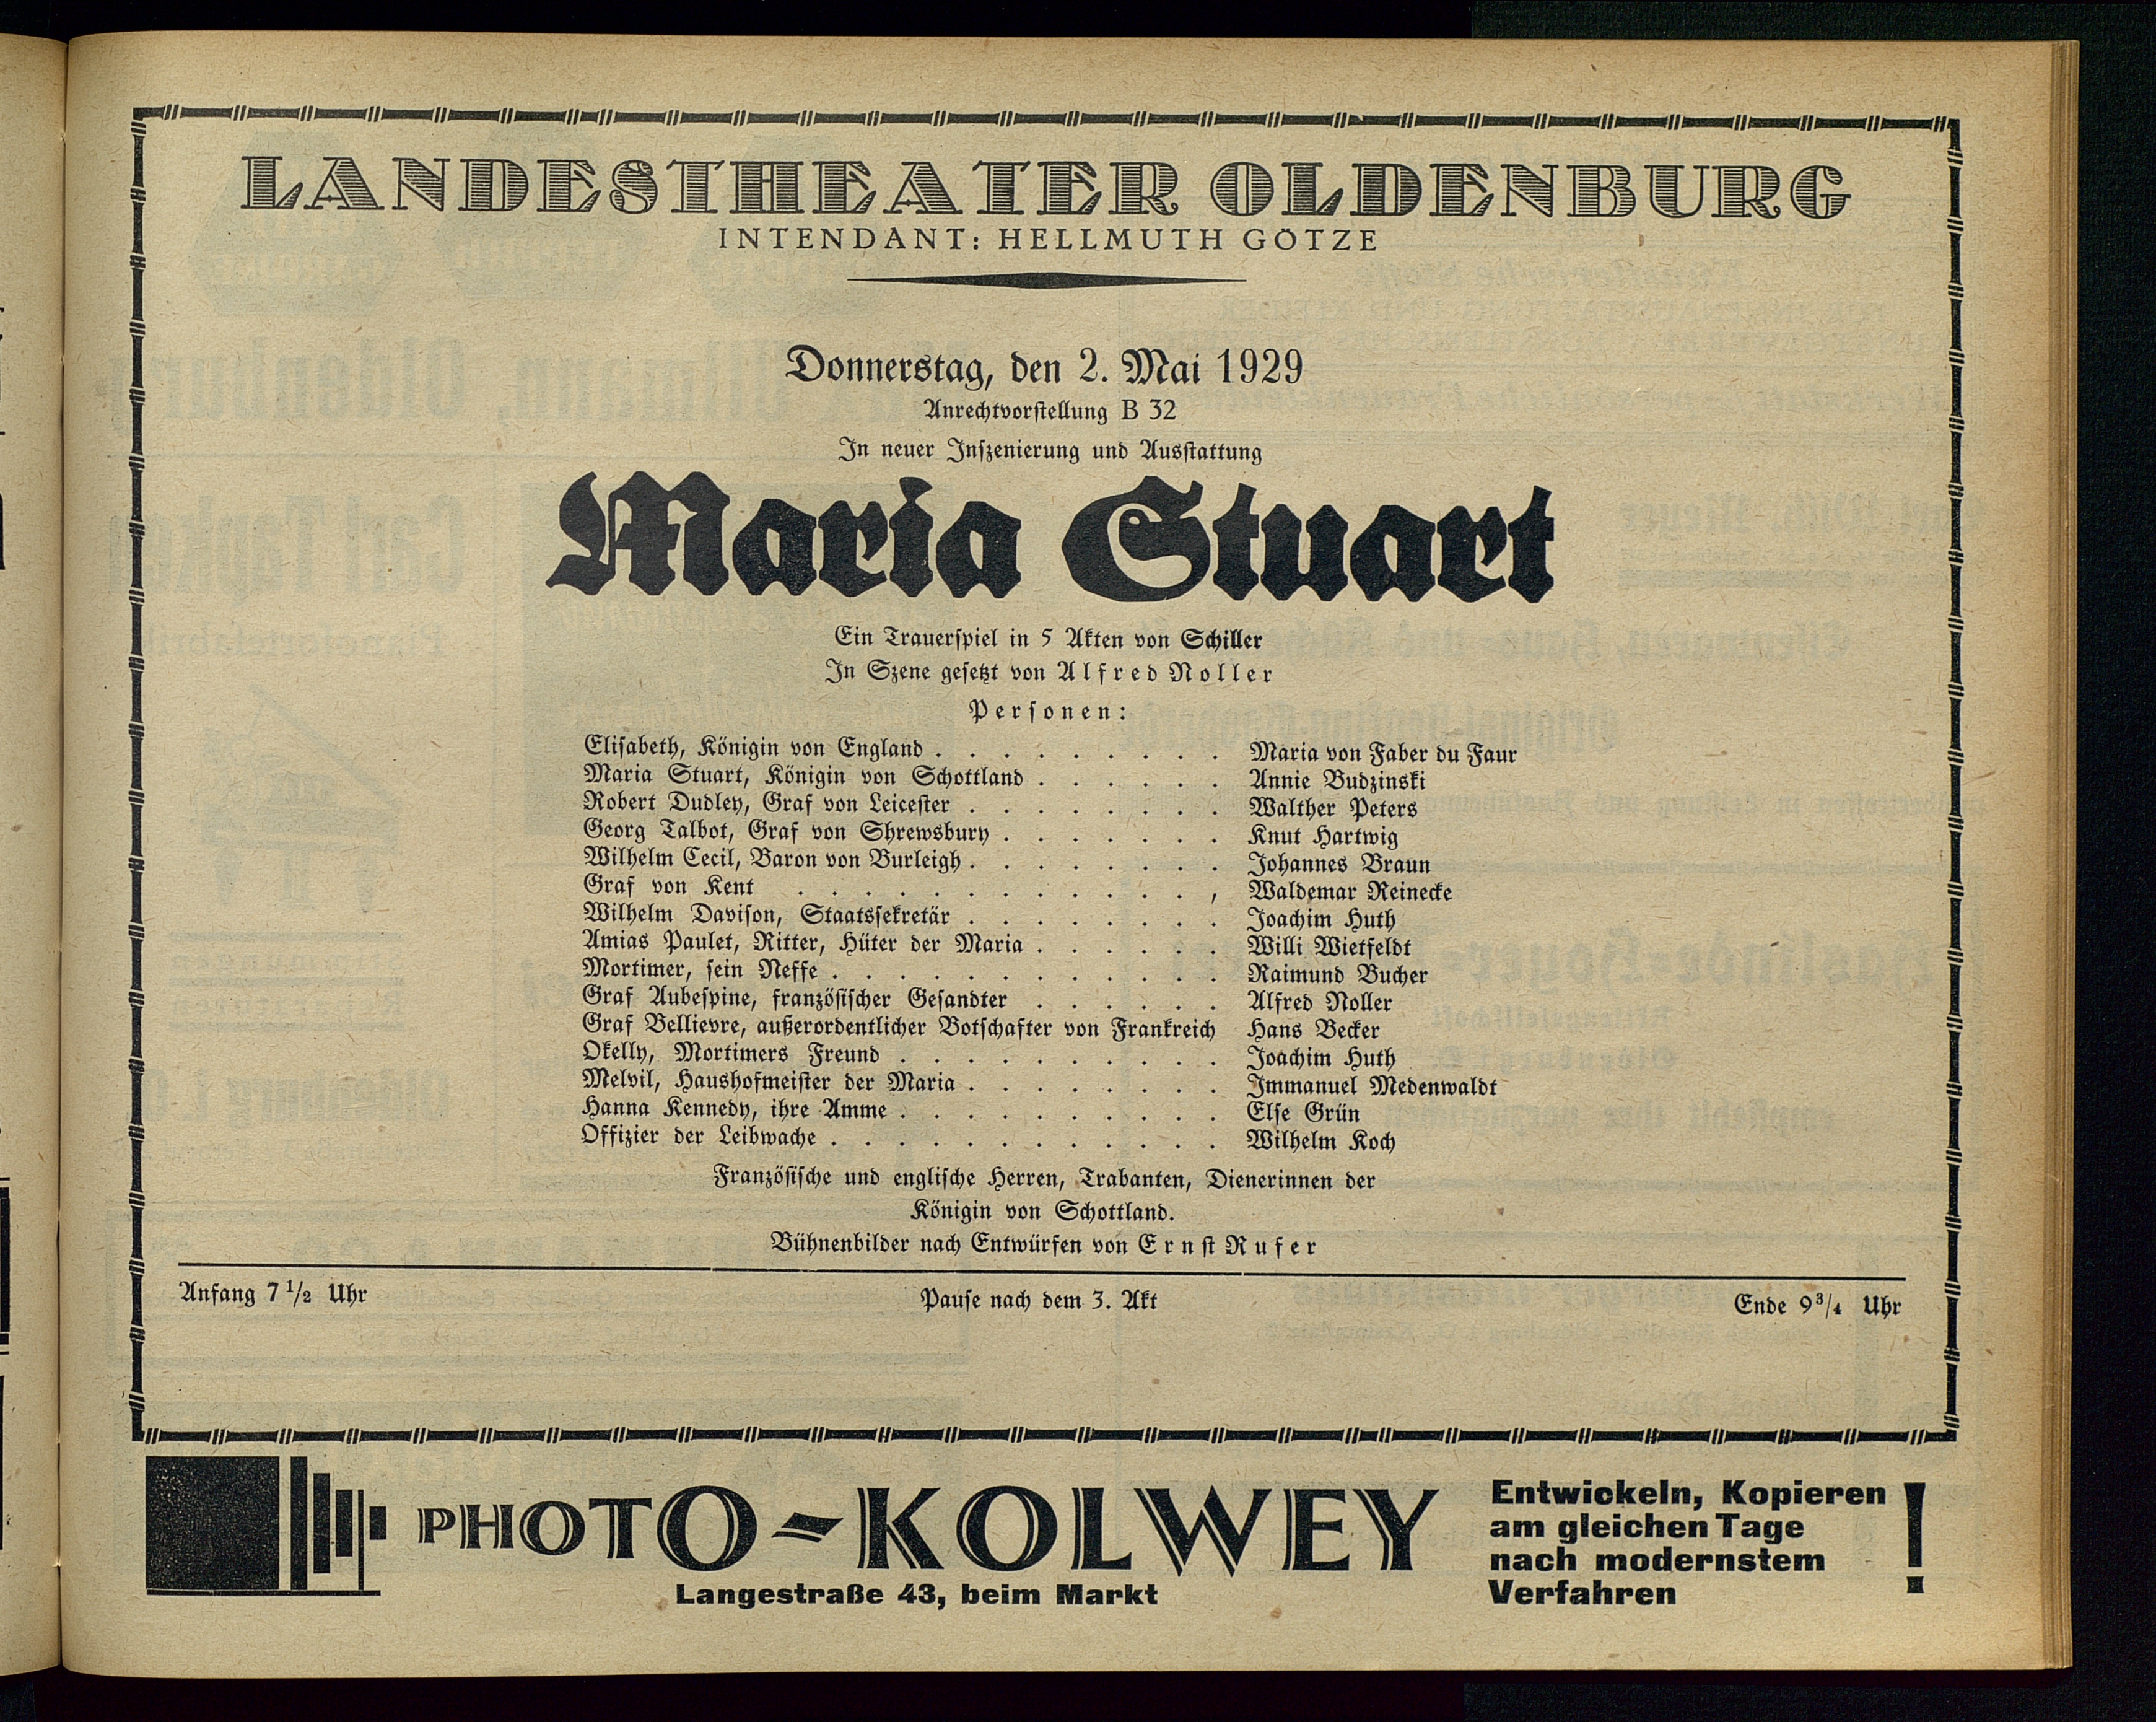 LANDESTHEATER OLDENBURG
INTENDANT: HELLMUTH GÖTZE
Donnerstag, den 2. Mai 1929
Anrechtvorstellung B 32
In neuer Inszenierung und Ausstattung
Maria Stuart
Ein Trauerspiel in 5 Akten von Schiller
In Szene gesetzt von Alfred Noller
Personen:
Elisabeth, Königin von England . . . . . . . . . Maria von Faber du Faur
Maria Stuart, Königin von Schottland . . . . . . Annie Budzinski
Robert Dudley, Graf von Leicester . . . . . . . . Walther Peters
Georg Talbot, Graf von Shrewsbury . . . . . . . Knut Hartwig
Wilhelm Cecil, Baron von Burleigh . . . . . . . . Johannes Braun
Graf von Kent . . . . . . . . . . . . , Waldemar Reinecke
Wilhelm Davison, Staatssekretär . . . . . . . . Joachim Huth
Amias Paulet, Ritter, Hüter der Maria . . . . . . Willi Wietfeldt
Mortimer, sein Neffe . . . . . . . . . . . . Raimund Bucher
Graf Aubespine, französischer Gesandter . . . . . . Alfred Noller
Graf Bellievre, außerordentlicher Botschafter von Frankreich Hans Becker
Okelly, Mortimers Freund . . . . . . . . . . Joachim Huth
Melvil, Haushofmeister der Maria . . . . . . . . Immanuel Medenwaldt
Hanna Kennedy, ihre Amme . . . . . . . . . . Else Grün
Offizier der Leibwache . . . . . . . . . . . . Wilhelm Koch
Französische und englische Herren, Trabanten, Dienerinnen der
Königin von Schottland.
Bühnenbilder nach Entwürfen von Ernst Rufer
Anfang 7 1/2 Uhr Pause nach dem 3. Akt Ende 9 3/4 Uhr
PHOTO-KOLWEY
Langestraße 43, beim Markt
Entwickeln, Kopieren
am gleichen Tage
nach modernstem
Verfahren !